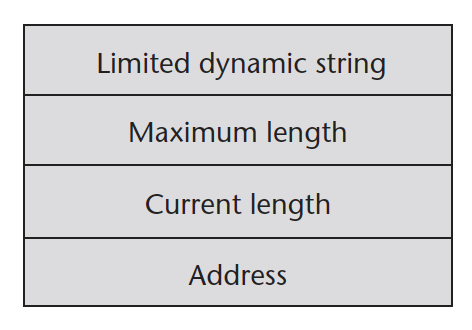 Limited dynamic string
Maximum length
Current length
Address